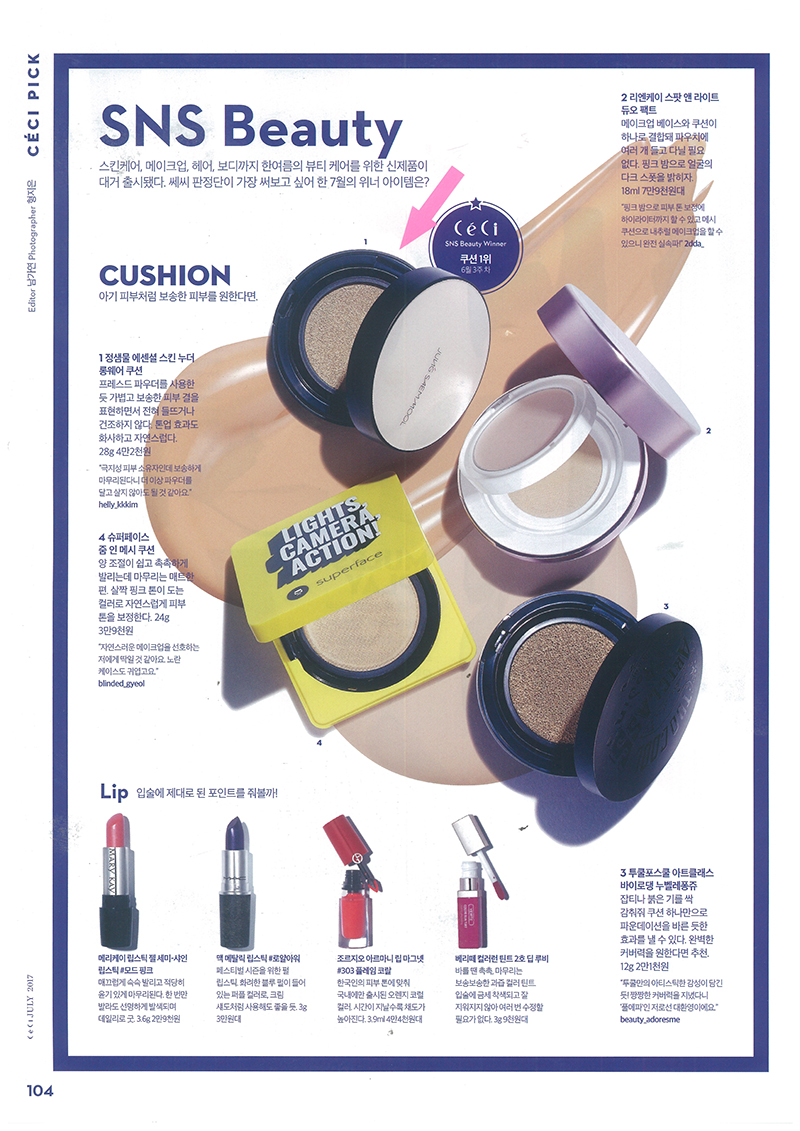 CÉCI PICK
Editor 남가연 Photographer 형지은
SNS Beauty
스킨케어, 메이크업, 헤어, 보디까지 한여름의 뷰티 케어를 위한 신제품이
대거 출시됐다. 쎄씨 판정단이 가장 써보고 싶어 한 7월의 위너 아이템은?
CéCi
SNS Beauty Winner
쿠션 1위
6월 3주 차
CUSHION
아기 피부처럼 보송한 피부를 원한다면.
1
JUNG SAEM MOOL
1 정샘물 에센셜 스킨 누더
롱웨어 쿠션
프레스드 파우더를 사용한
듯 가볍고 보송한 피부 결을
표현하면서 전혀 들뜨거나
건조하지 않다. 톤업 효과도
화사하고 자연스럽다.
28g 4만2천원
"극지성 피부 소유자인데 보송하게
마무리된다니 더 이상 파우더를
달고 살지 않아도 될 것 같아요."
helly_kkkim
2 리엔케이 스팟 앤 라이트
듀오 팩트
메이크업 베이스와 쿠션이
하나로 결합돼 파우치에
여러 개 들고 다닐 필요
없다. 핑크 밤으로 얼굴의
다크 스폿을 밝히자.
18ml 7만9천원대
"핑크 밤으로 피부 톤 보정에
하이라이터까지 할 수 있고 메시
쿠션으로 내추럴 메이크업을 할 수
있으니 완전 실속파!" 2dda_
2
4 슈퍼페이스
줌 인 메시 쿠션
양 조절이 쉽고 촉촉하게
발리는데 마무리는 매트한
편. 살짝 핑크 톤이 도는
컬러로 자연스럽게 피부
톤을 보정한다. 24g
3만9천원
"자연스러운 메이크업을 선호하는
저에게 딱일 것 같아요. 노란
케이스도 귀엽고요."
blinded_gyeol
LIGHTS,
CAMERA,
ACTION!
superface
4
3
3 투쿨포스쿨 아트클래스
바이로댕 누벨레퐁쥬
잡티나 붉은 기를 싹
감춰줘 쿠션 하나만으로
파운데이션을 바른 듯한
효과를 낼 수 있다. 완벽한
커버력을 원한다면 추천.
12g 2만1천원
"투쿨만의 아티스틱한 감성이 담긴
듯! 짱짱한 커버력을 지녔다니
'풀메파'인 저로선 대환영이에요."
beauty_adoresme
Lip 입술에 제대로 된 포인트를 줘볼까!
MARY KAY
MAC
메리케이 립스틱 젤 세미-샤인
립스틱 #모드 핑크
매끄럽게 슥슥 발리고 적당히
윤기 있게 마무리된다. 한 번만
발라도 선명하게 발색되며
데일리로 굿. 3.6g 2만9천원
맥 메탈릭 립스틱 #로얄아워
페스티벌 시즌을 위한 펄
립스틱. 화려한 블루 펄이 들어
있는 퍼플 컬러로, 크림
섀도처럼 사용해도 좋을 듯. 3g
3만원대
조르지오 아르마니 립 마그넷
#303 플레임 코랄
한국인의 피부 톤에 맞춰
국내에만 출시된 오렌지 코럴
컬러. 시간이 지날수록 채도가
높아진다. 3.9ml 4만4천원대
베리떼 컬러런 틴트 2호 딥 루비
바를 땐 촉촉, 마무리는
보송보송한 과즙 컬러 틴트.
입술에 금세 착색되고 잘
지워지지 않아 여러 번 수정할
필요가 없다. 3g 9천원대
CéCi JULY 2017
104